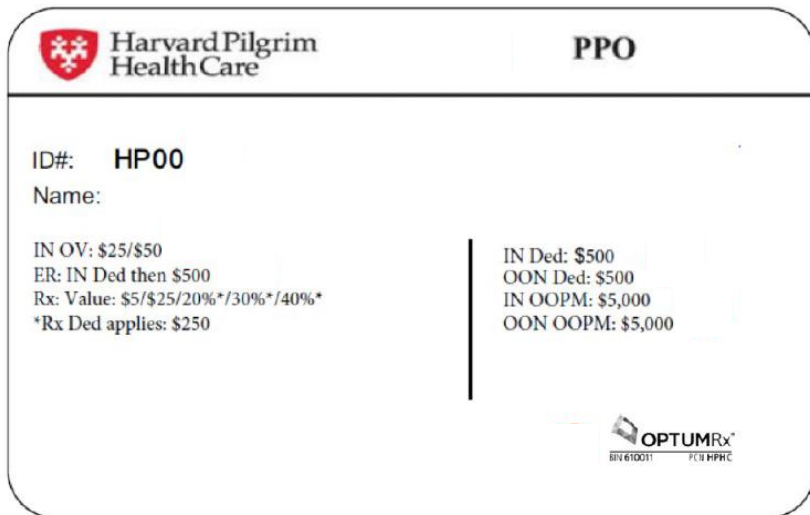 Harvard Pilgrim
HealthCare
PPO
ID#: HP00
Name:
IN OV: $25/$50
ER: IN Ded then $500
Rx: Value: $5/$25/20%*/30%*/40%*
*Rx Ded applies: $250
IN Ded: $500
OON Ded: $500
IN OOPM: $5,000
OON OOPM: $5,000
OPTUMRx™
BIN 610011 PCN HPHC